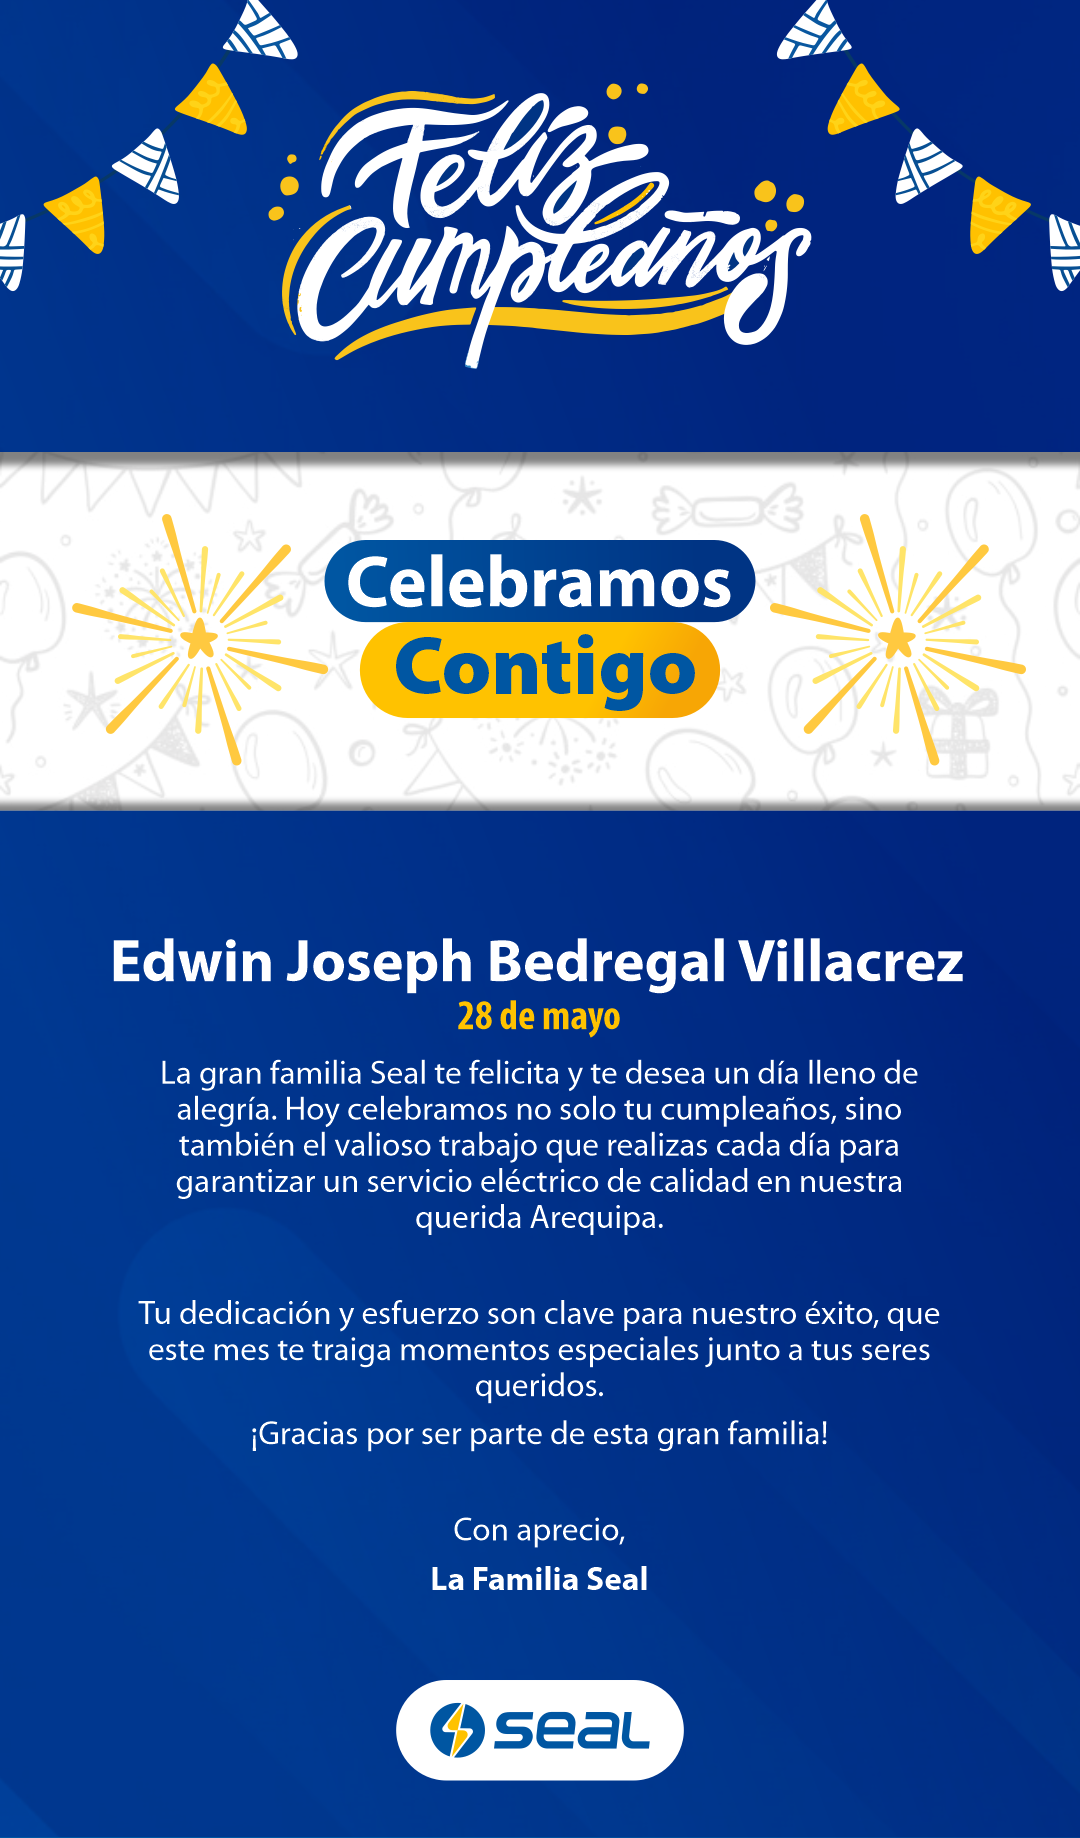 Feliz
Cumpleaños
Celebramos
Contigo
Edwin Joseph Bedregal Villacrez
28 de mayo
La gran familia Seal te felicita y te desea un día lleno de
alegría. Hoy celebramos no solo tu cumpleaños, sino
también el valioso trabajo que realizas cada día para
garantizar un servicio eléctrico de calidad en nuestra
querida Arequipa.
Tu dedicación y esfuerzo son clave para nuestro éxito, que
este mes te traiga momentos especiales junto a tus seres
queridos.
¡Gracias por ser parte de esta gran familia!
Con aprecio,
La Familia Seal
seal